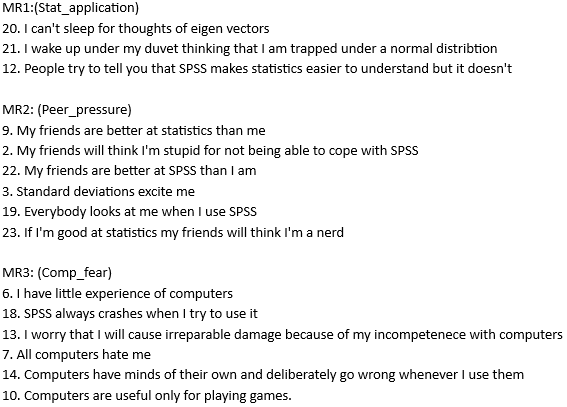 MR1:(Stat_application)
20. I can't sleep for thoughts of eigen vectors
21. I wake up under my duvet thinking that I am trapped under a normal distribtion
12. People try to tell you that SPSS makes statistics easier to understand but it doesn't
MR2: (Peer_pressure)
9. My friends are better at statistics than me
2. My friends will think I'm stupid for not being able to cope with SPSS
22. My friends are better at SPSS than I am
3. Standard deviations excite me
19. Everybody looks at me when I use SPSS
23. If I'm good at statistics my friends will think I'm a nerd
MR3: (Comp_fear)
6. I have little experience of computers
18. SPSS always crashes when I try to use it
13. I worry that I will cause irreparable damage because of my incompetenece with computers
7. All computers hate me
14. Computers have minds of their own and deliberately go wrong whenever I use them
10. Computers are useful only for playing games.